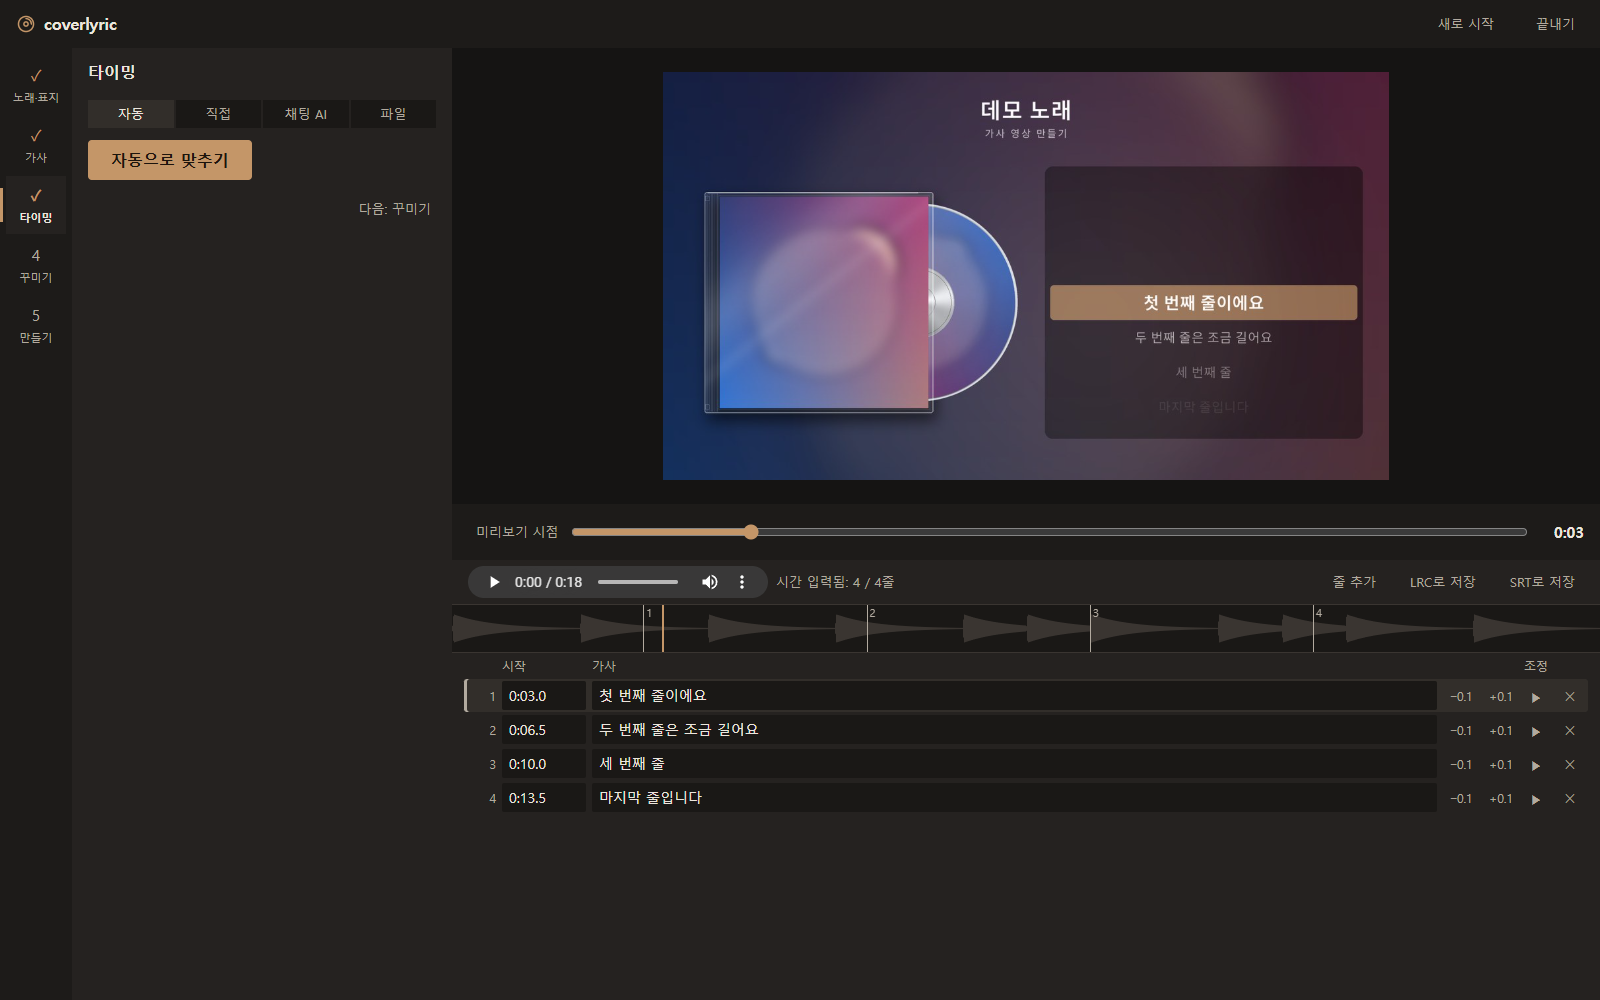 coverlyric
새로 시작
끝내기
✓
노래·표지
✓
가사
✓
타이밍
4
꾸미기
5
만들기
타이밍
자동
직접
채팅 AI
파일
자동으로 맞추기
다음: 꾸미기
데모 노래
가사 영상 만들기
첫 번째 줄이에요
두 번째 줄은 조금 길어요
세 번째 줄
마지막 줄입니다
미리보기 시점
0:03
0:00 / 0:18
시간 입력됨: 4 / 4줄
줄 추가
LRC로 저장
SRT로 저장
1
2
3
4
시작
가사
조정
1 0:03.0 첫 번째 줄이에요 −0.1 +0.1 ▶ ×
2 0:06.5 두 번째 줄은 조금 길어요 −0.1 +0.1 ▶ ×
3 0:10.0 세 번째 줄 −0.1 +0.1 ▶ ×
4 0:13.5 마지막 줄입니다 −0.1 +0.1 ▶ ×